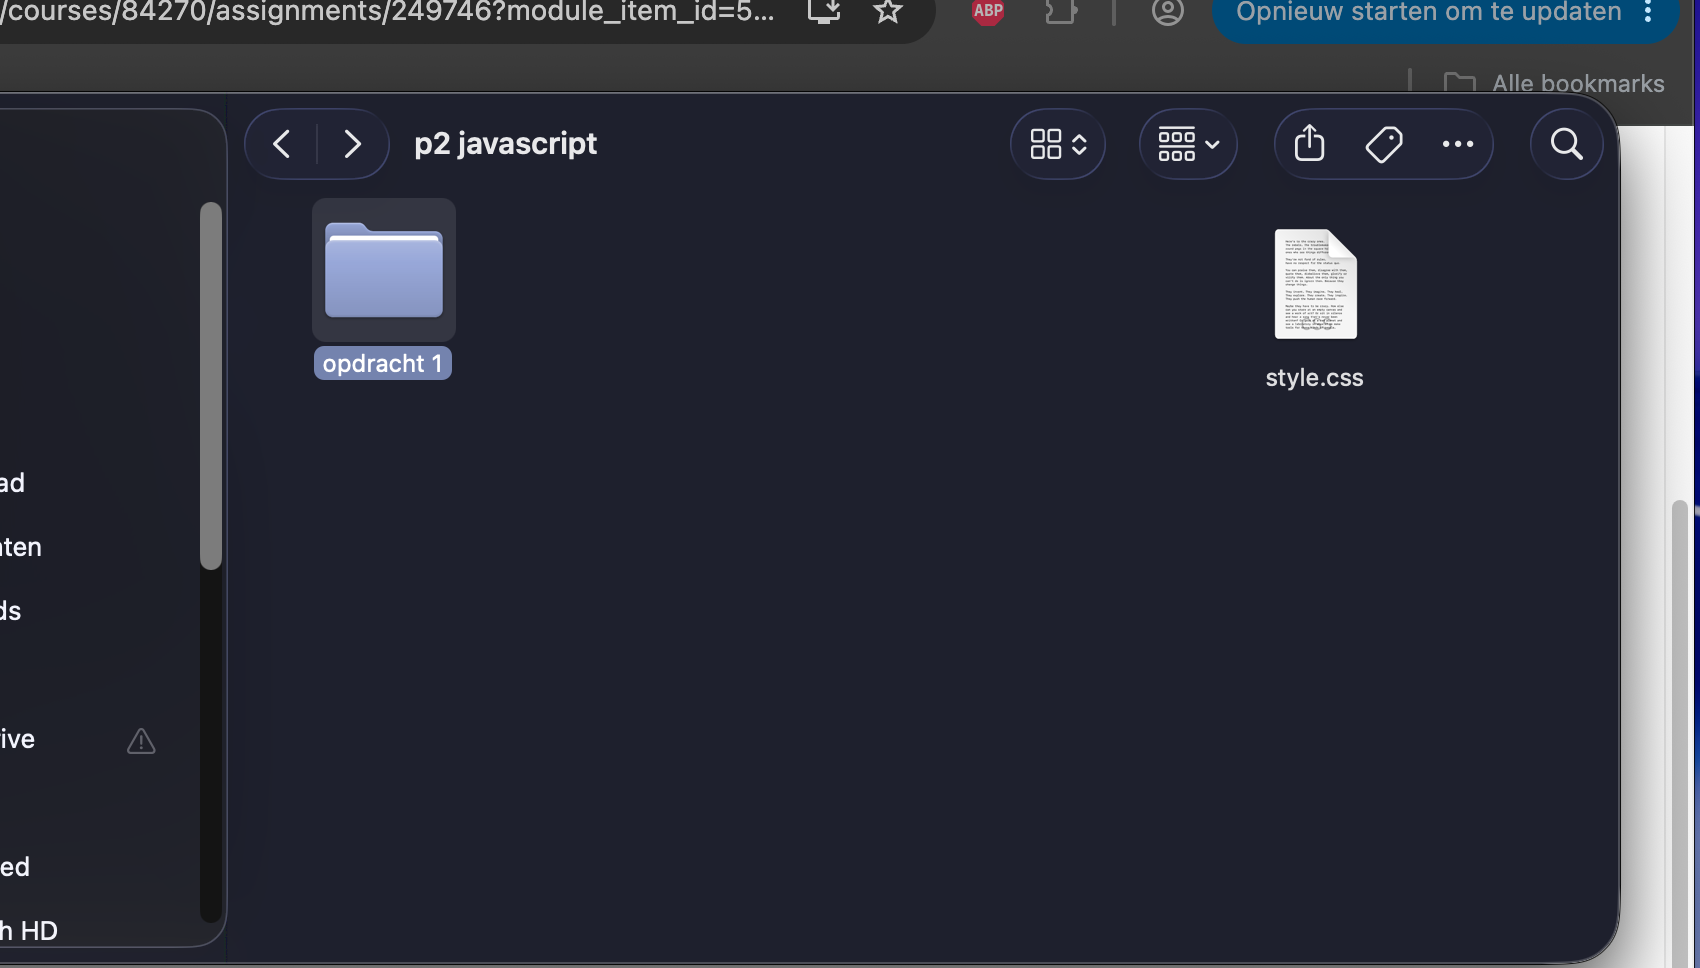 /courses/84270/assignments/249746?module_item_id=5...
ABP
Opnieuw starten om te updaten
Alle bookmarks
p2 javascript
opdracht 1
style.css
ad
nten
ds
ive
ed
h HD